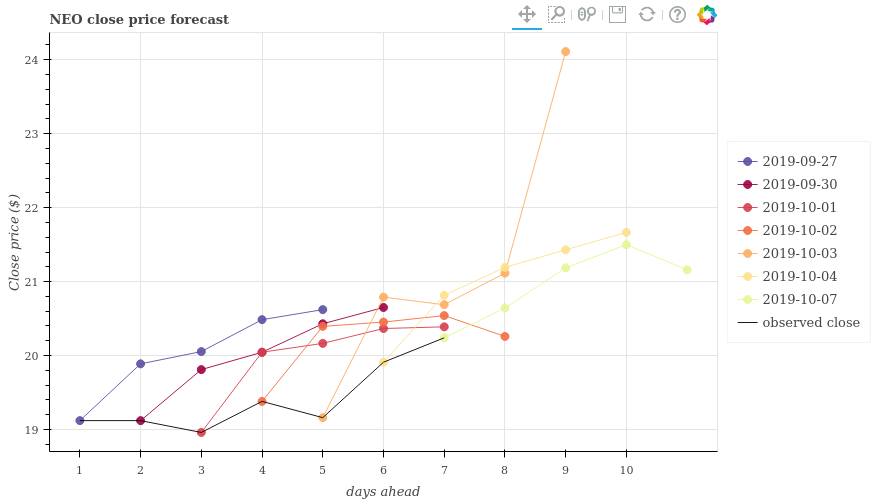 NEO close price forecast
24
23
22
21
20
19
Close price ($)
1 2 3 4 5 6 7 8 9 10
days ahead
2019-09-27
2019-09-30
2019-10-01
2019-10-02
2019-10-03
2019-10-04
2019-10-07
observed close